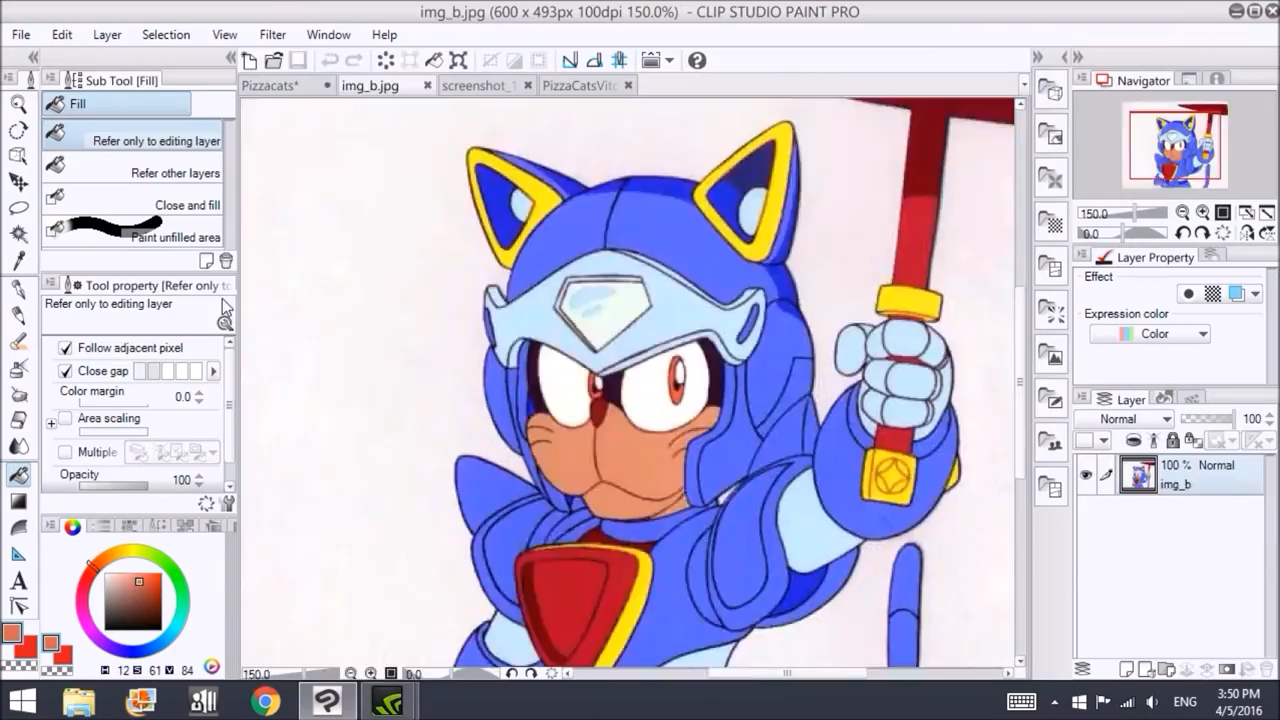 img_b.jpg (600 x 493px 100dpi 150.0%) - CLIP STUDIO PAINT PRO
File Edit Layer Selection View Filter Window Help
Sub Tool [Fill]
Pizzacats* img_b.jpg screenshot_ PizzaCatsVitc
Navigator
Fill
Refer only to editing layer
Refer other layers
Close and fill
Paint unfilled area
150.0
0.0
Layer Property
Tool property [Refer only to
Effect
Refer only to editing layer
Expression color
Color
Follow adjacent pixel
Close gap
Color margin 0.0
Area scaling
Multiple
Opacity 100
Layer
Normal 100
100 % Normal
img_b
H 12 S 61 V 84
150.0 0.0
ENG
3:50 PM
4/5/2016